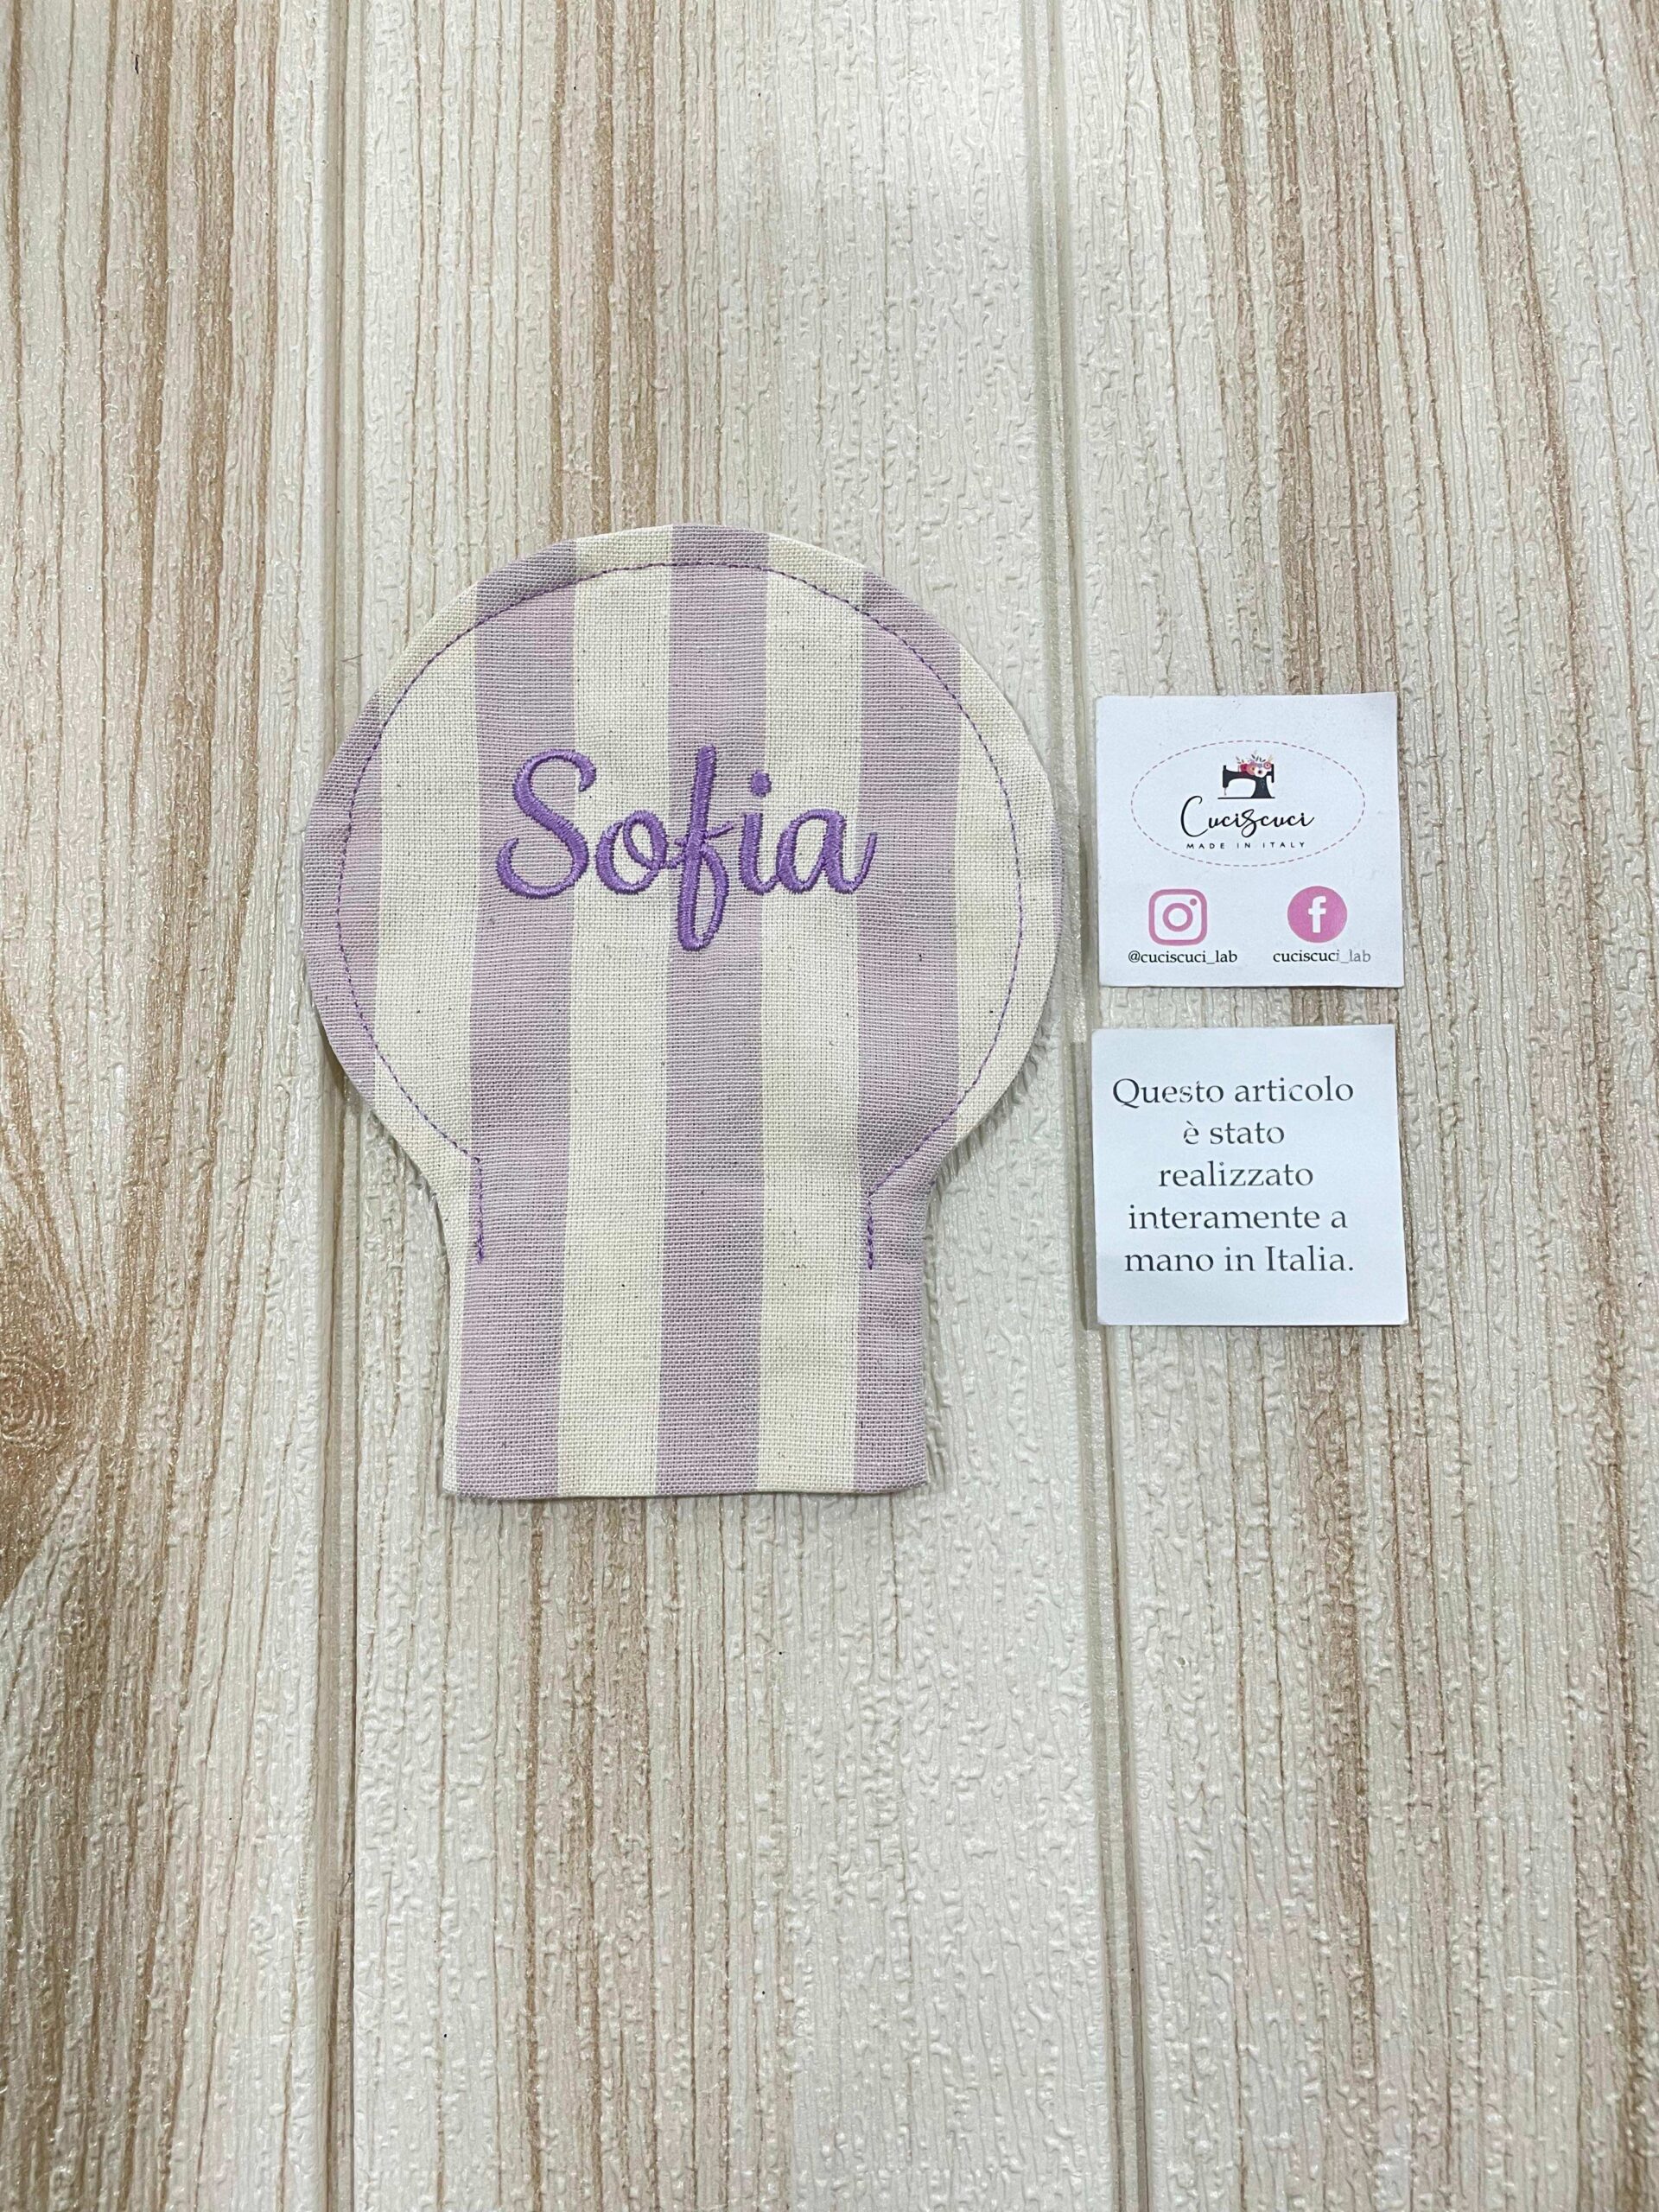 Sofia
CuciScuci
MADE IN ITALY
@cuciscuci_lab
cuciscuci_lab
Questo articolo
è stato
realizzato
interamente a
mano in Italia.